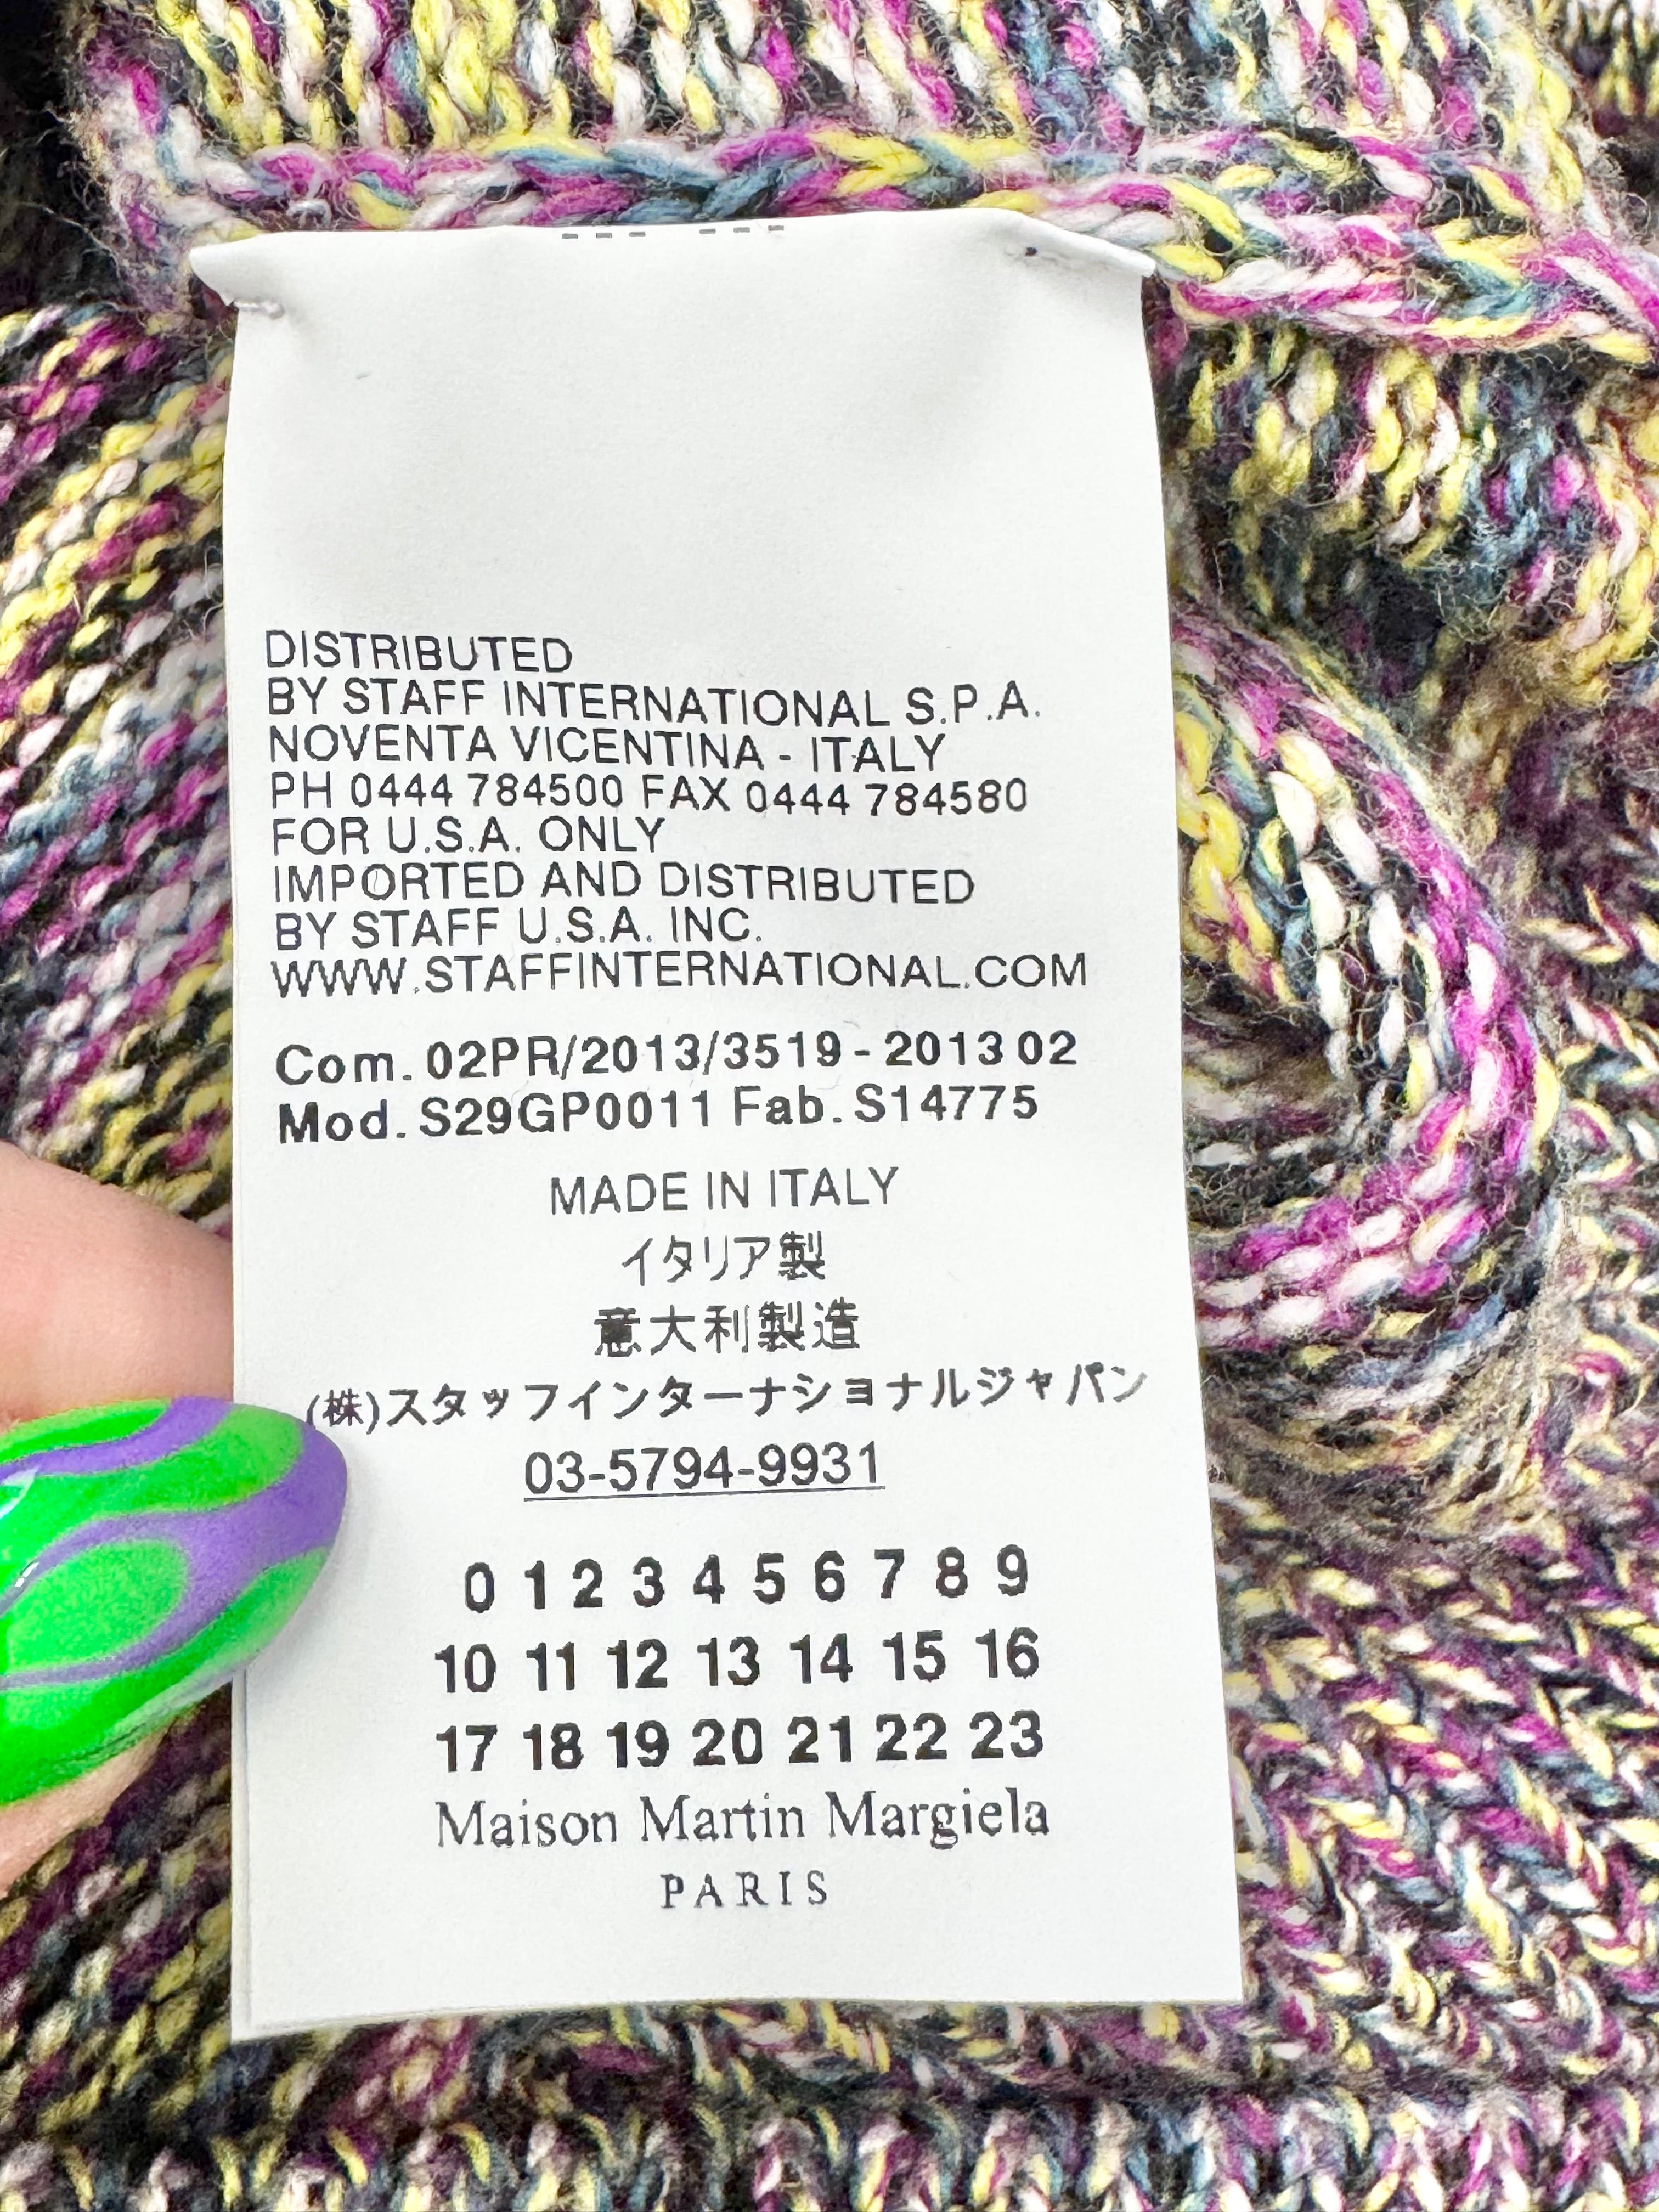 DISTRIBUTED
BY STAFF INTERNATIONAL S.P.A.
NOVENTA VICENTINA - ITALY
PH 0444 784500 FAX 0444 784580
FOR U.S.A. ONLY
IMPORTED AND DISTRIBUTED
BY STAFF U.S.A. INC.
WWW.STAFFINTERNATIONAL.COM
Com. 02PR/2013/3519 - 2013 02
Mod. S29GP0011 Fab. S14775
MADE IN ITALY
イタリア製
意大利製造
(株)スタッフインターナショナルジャパン
03-5794-9931
0 1 2 3 4 5 6 7 8 9
10 11 12 13 14 15 16
17 18 19 20 21 22 23
Maison Martin Margiela
PARIS